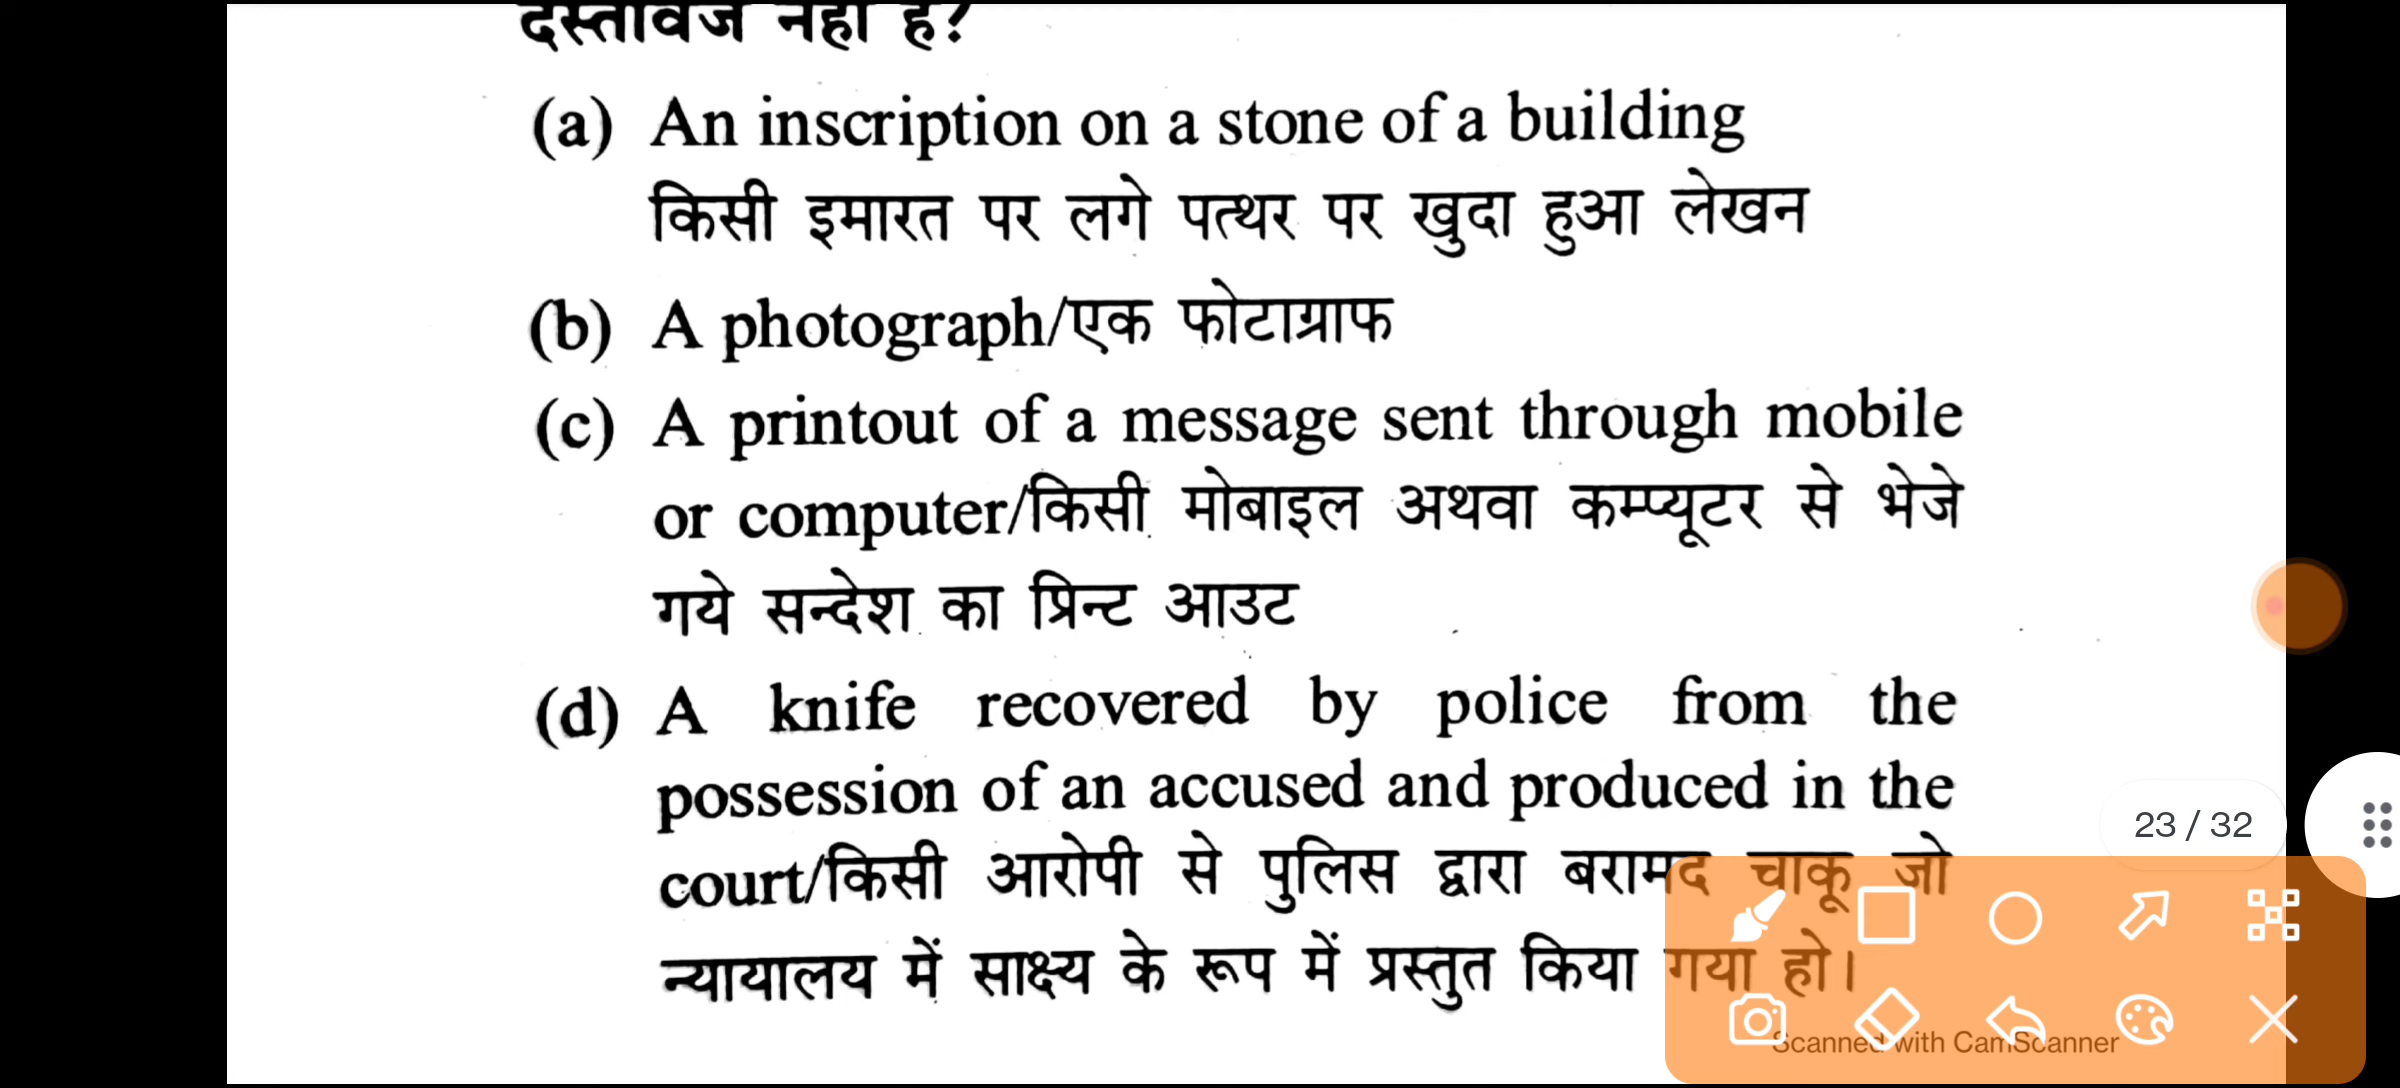 दस्तावेज नहीं है?
(a) An inscription on a stone of a building
किसी इमारत पर लगे पत्थर पर खुदा हुआ लेखन
(b) A photograph/एक फोटाग्राफ
(c) A printout of a message sent through mobile
or computer/किसी मोबाइल अथवा कम्प्यूटर से भेजे
गये सन्देश का प्रिन्ट आउट
(d) A knife recovered by police from the
possession of an accused and produced in the
court/किसी आरोपी से पुलिस द्वारा बरामद चाकू जो
न्यायालय में साक्ष्य के रूप में प्रस्तुत किया गया हो।
23 / 32
Scanned with CamScanner